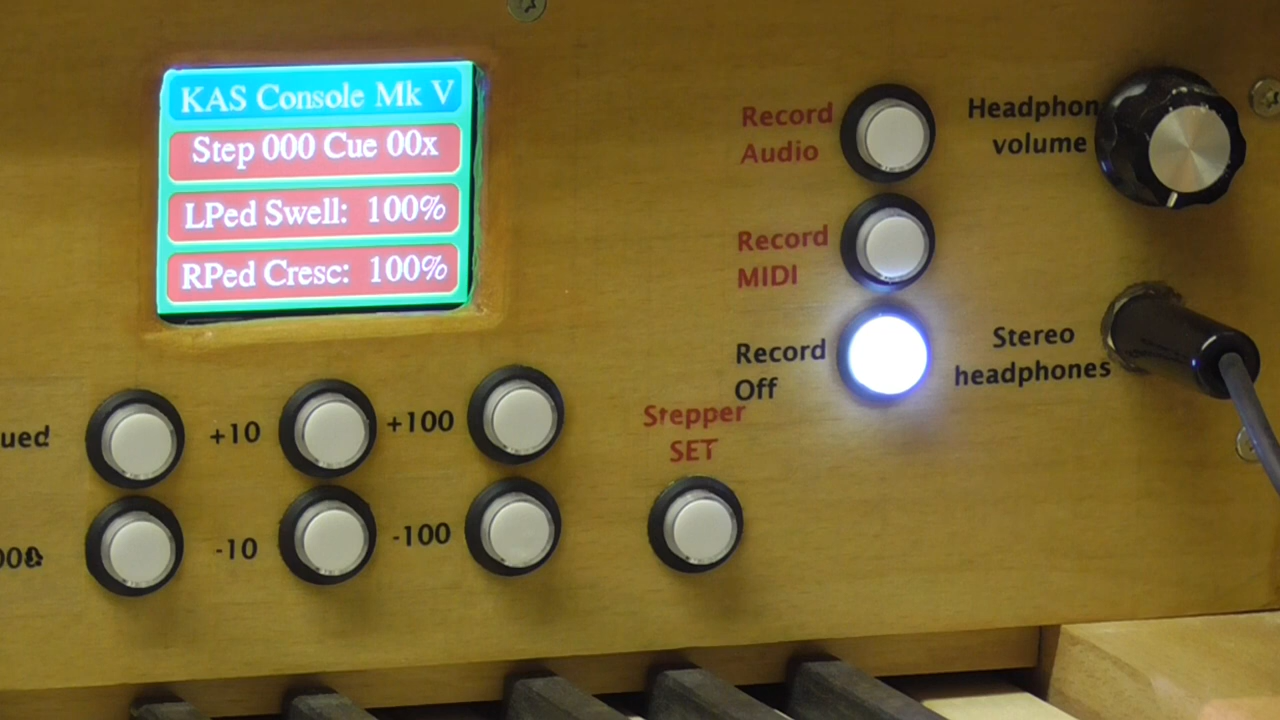 KAS Console Mk V
Step 000 Cue 00x
LPed Swell: 100%
RPed Cresc: 100%
Record
Audio
Headphon
volume
Record
MIDI
Record
Off
Stereo
headphones
ued
+10
+100
Stepper
SET
-10
-100